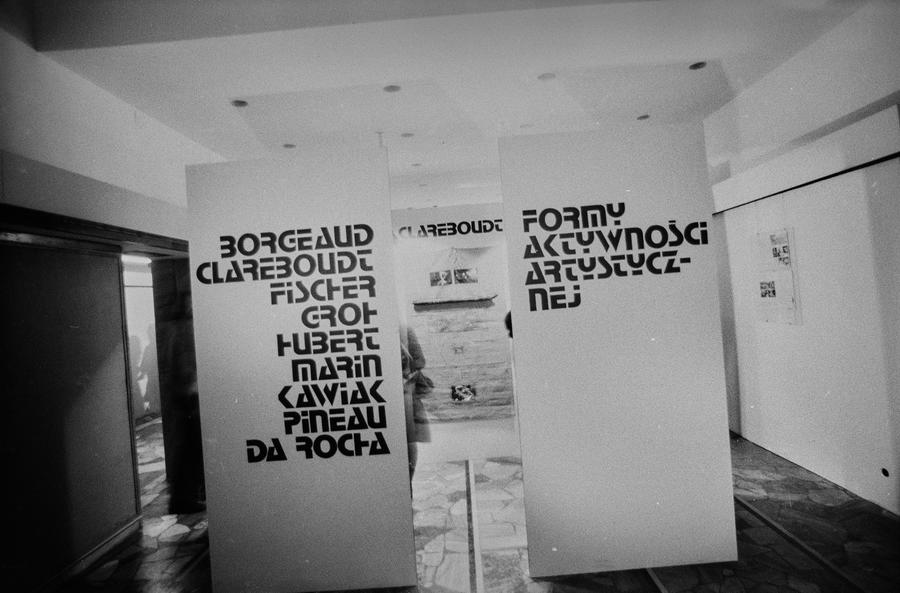 BORGEAUD
CLAREBOUDT
FISCHER
GROH
HUBERT
MARIN
KAWIAK
PINEAU
DA ROCHA
CLAREBOUDT
FORMY
AKTYWNOŚCI
ARTYSTYCZ-
NEJ